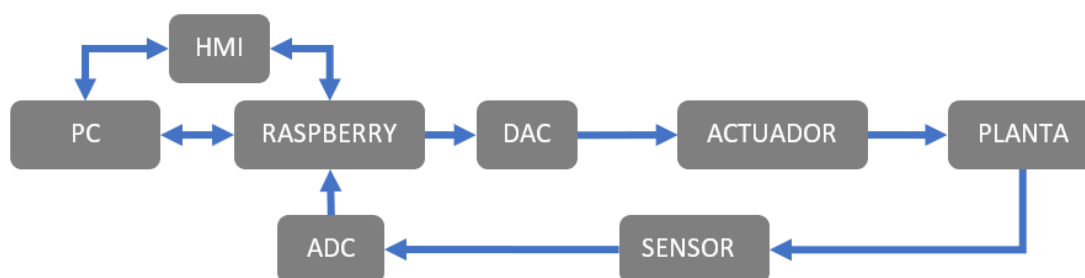 HMI
PC
RASPBERRY
DAC
ACTUADOR
PLANTA
ADC
SENSOR